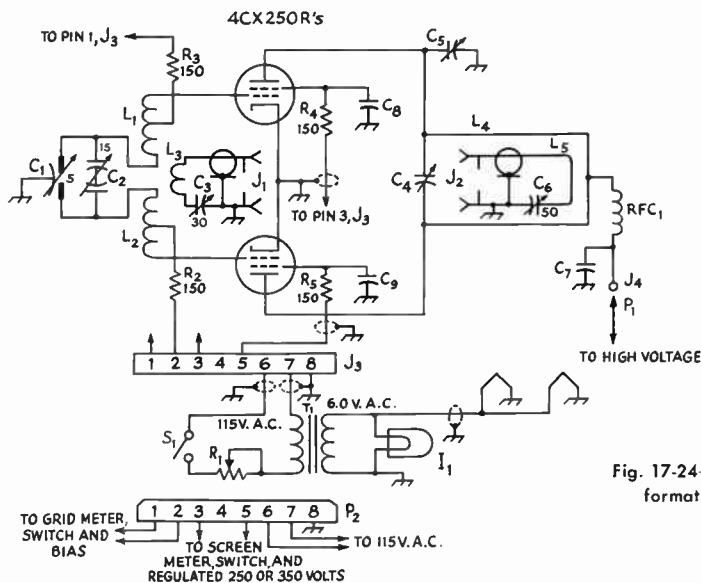 4CX250R's
TO PIN 1, J3
R3
150
C5
L1
R4
150
C8
L4
L5
C1
5
15
C2
L3
C3
30
J1
C4
J2
C6
50
TO PIN 3, J3
RFC1
L2
R2
150
R5
150
C9
C7
J4
P1
TO HIGH VOLTAGE
1 2 3 4 5 6 7 8
J3
115V. A.C.
T1
6.0 V. A.C.
S1
R1
I1
Fig. 17-24-
format
1 2 3 4 5 6 7 8
P2
TO GRID METER,
SWITCH AND
BIAS
TO SCREEN
METER, SWITCH, AND
REGULATED 250 OR 350 VOLTS
TO 115V. A.C.